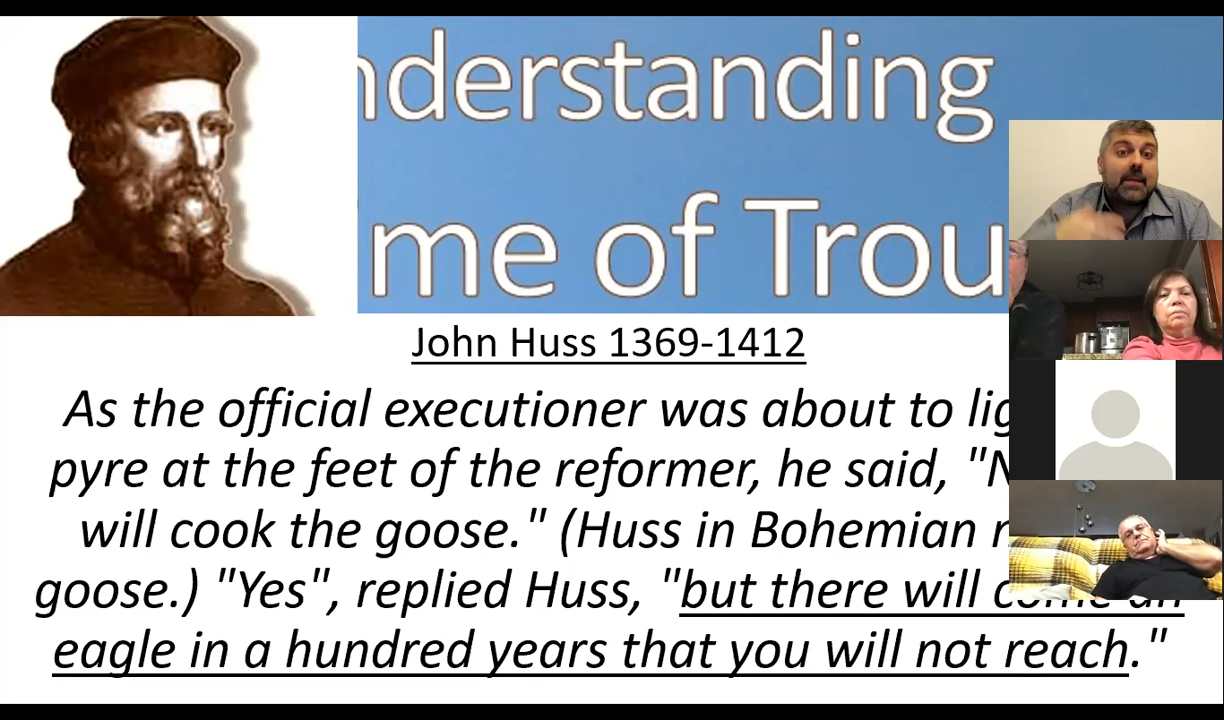 nderstanding
me of Trou
John Huss 1369-1412
As the official executioner was about to lig
pyre at the feet of the reformer, he said, "N
will cook the goose." (Huss in Bohemian
goose.) "Yes", replied Huss, "but there will come an
eagle in a hundred years that you will not reach."